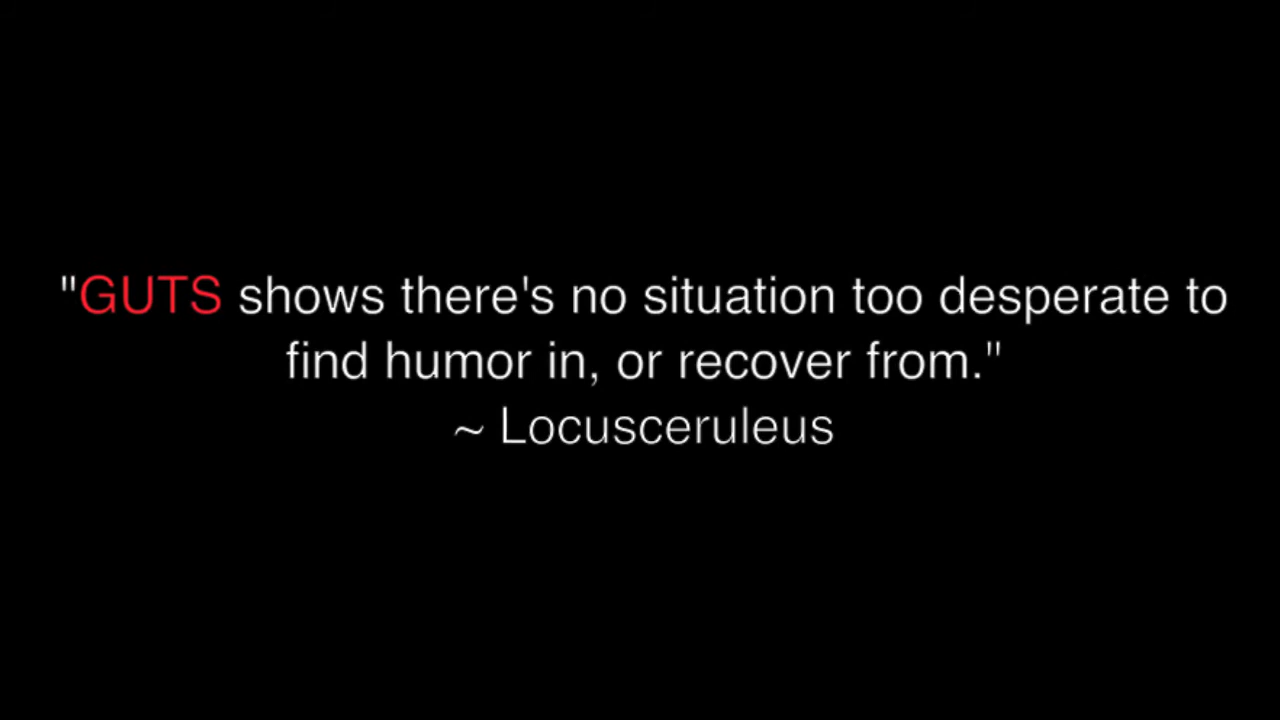 "GUTS shows there's no situation too desperate to
find humor in, or recover from."
~ Locusceruleus